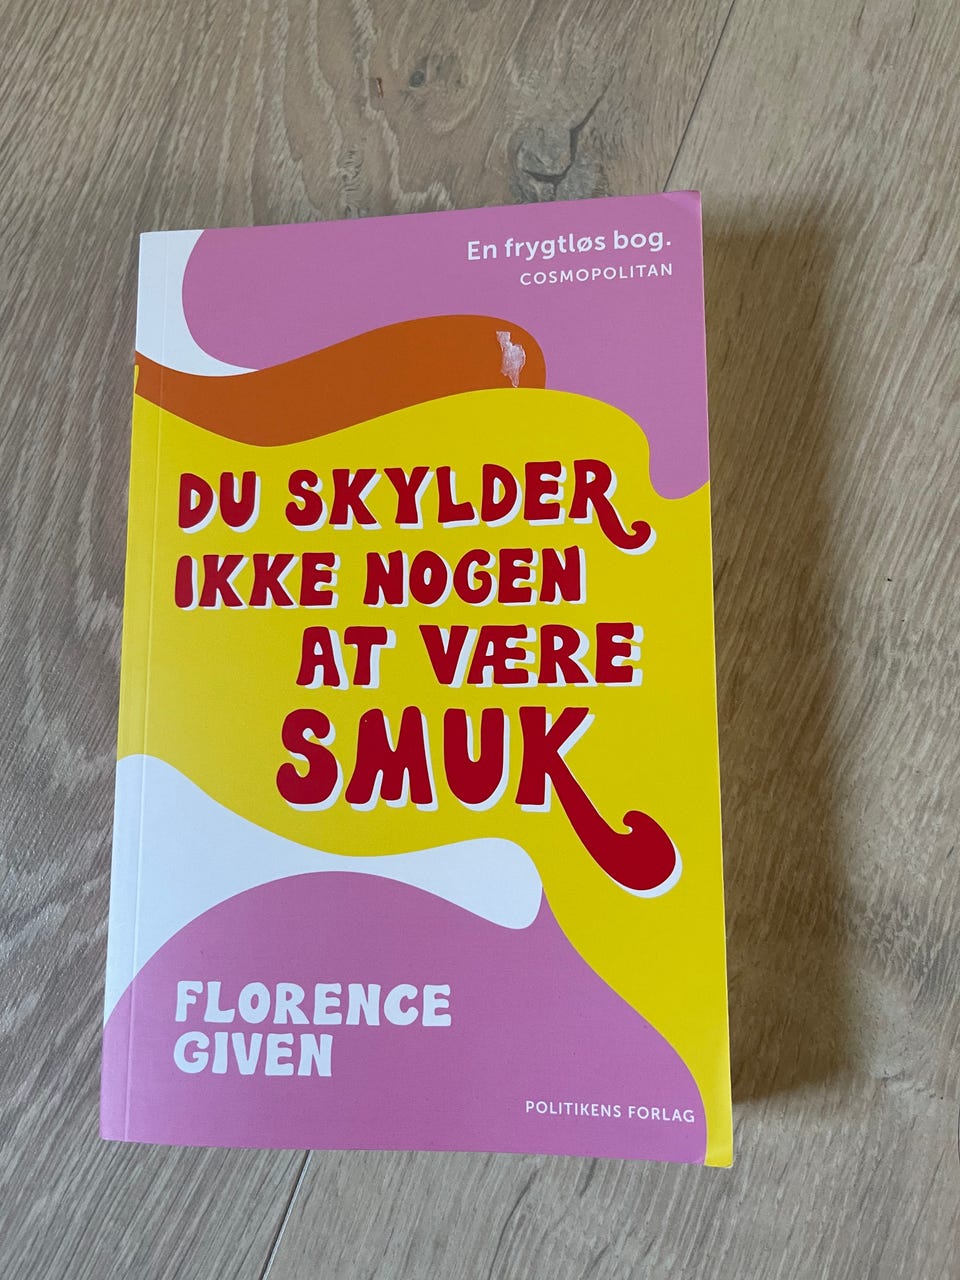 En frygtløs bog.
COSMOPOLITAN
DU SKYLDER
IKKE NOGEN
AT VÆRE
SMUK
FLORENCE
GIVEN
POLITIKENS FORLAG